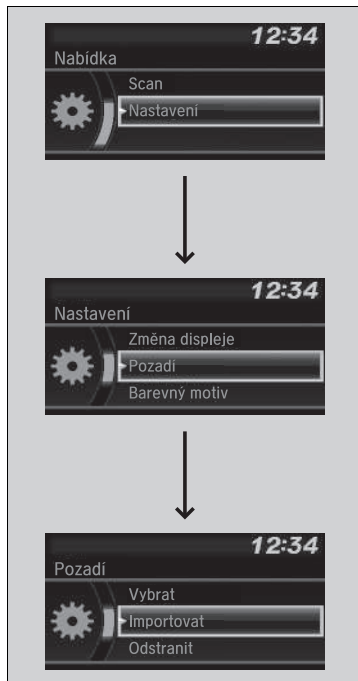 12:34
Nabídka
Scan
Nastavení
12:34
Nastavení
Změna displeje
Pozadí
Barevný motiv
12:34
Pozadí
Vybrat
Importovat
Odstranit